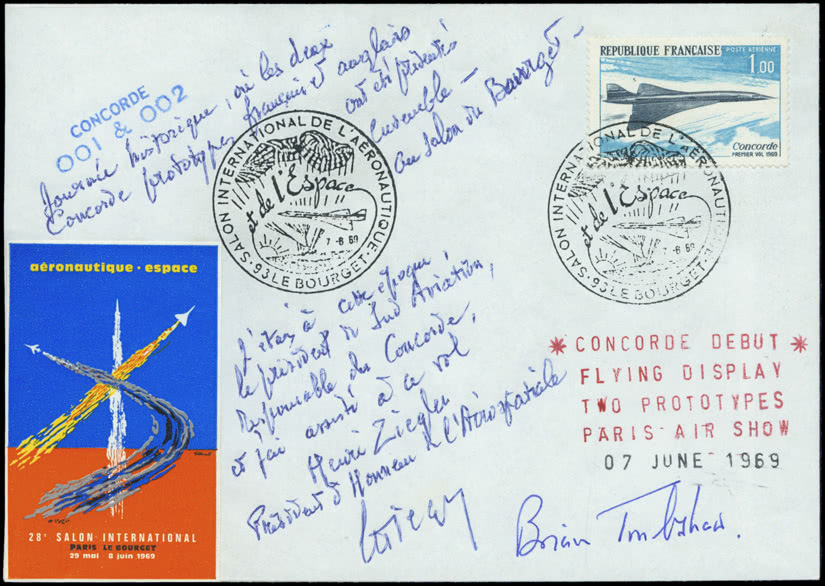 CONCORDE
001 & 002
Journée historique, où les deux
Concorde prototypes français et anglais
ont été présentés
ensemble -
au Salon du Bourget -
REPUBLIQUE FRANÇAISE
POSTE AERIENNE
1,00
Concorde
PREMIER VOL 1969
SALON INTERNATIONAL DE L'AÉRONAUTIQUE
et de l'Espace
7-6 69
93 LE BOURGET
SALON INTERNATIONAL DE L'AÉRONAUTIQUE
et de l'Espace
7-6 69
93 LE BOURGET
aéronautique · espace
28e SALON INTERNATIONAL
PARIS LE BOURGET
29 mai - 8 juin 1969
J'étais à cette époque
le président de Sud Aviation,
responsable du Concorde,
et j'ai assisté à ce vol
Henri Ziegler
Président d'Honneur de l'Aérospatiale
* CONCORDE DEBUT *
FLYING DISPLAY
TWO PROTOTYPES
PARIS AIR SHOW
07 JUNE 1969
Brian Trubshaw